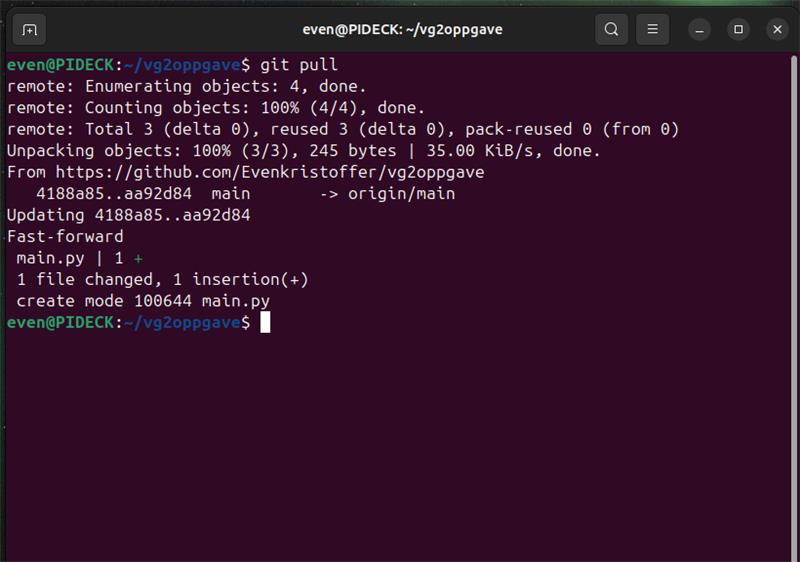 even@PIDECK: ~/vg2oppgave
even@PIDECK:~/vg2oppgave$ git pull
remote: Enumerating objects: 4, done.
remote: Counting objects: 100% (4/4), done.
remote: Total 3 (delta 0), reused 3 (delta 0), pack-reused 0 (from 0)
Unpacking objects: 100% (3/3), 245 bytes | 35.00 KiB/s, done.
From https://github.com/Evenkristoffer/vg2oppgave
   4188a85..aa92d84  main       -> origin/main
Updating 4188a85..aa92d84
Fast-forward
 main.py | 1 +
 1 file changed, 1 insertion(+)
 create mode 100644 main.py
even@PIDECK:~/vg2oppgave$